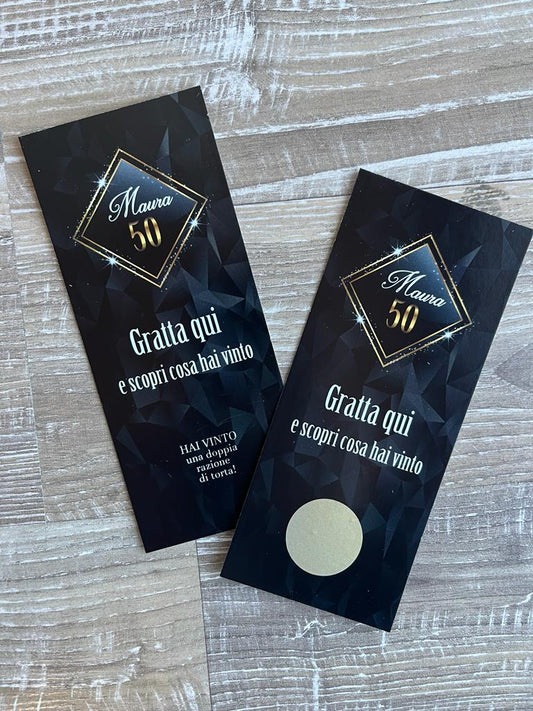 Maura
50
Gratta qui
e scopri cosa hai vinto
HAI VINTO
una doppia
razione
di torta!
Maura
50
Gratta qui
e scopri cosa hai vinto